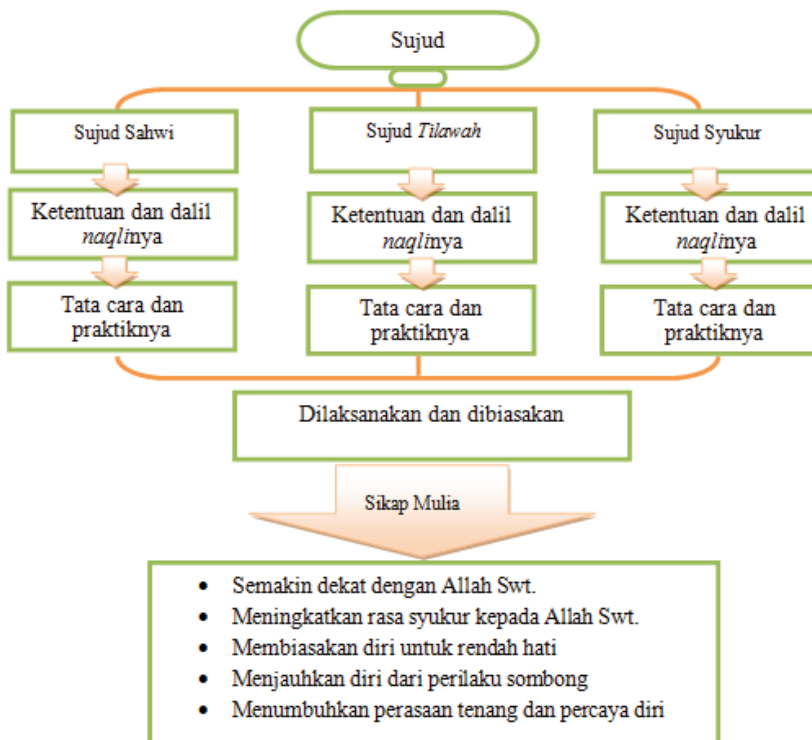 Sujud
Sujud Sahwi
Sujud Tilawah
Sujud Syukur
Ketentuan dan dalil
naqlinya
Ketentuan dan dalil
naqlinya
Ketentuan dan dalil
naqlinya
Tata cara dan
praktiknya
Tata cara dan
praktiknya
Tata cara dan
praktiknya
Dilaksanakan dan dibiasakan
Sikap Mulia
• Semakin dekat dengan Allah Swt.
• Meningkatkan rasa syukur kepada Allah Swt.
• Membiasakan diri untuk rendah hati
• Menjauhkan diri dari perilaku sombong
• Menumbuhkan perasaan tenang dan percaya diri